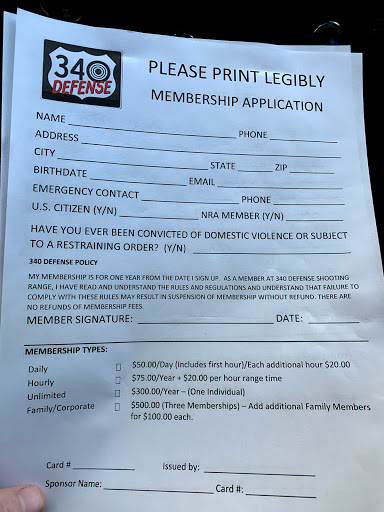 340
DEFENSE
PLEASE PRINT LEGIBLY
MEMBERSHIP APPLICATION
NAME PHONE
ADDRESS
CITY STATE ZIP
BIRTHDATE EMAIL
EMERGENCY CONTACT PHONE
U.S. CITIZEN (Y/N) NRA MEMBER (Y/N)
HAVE YOU EVER BEEN CONVICTED OF DOMESTIC VIOLENCE OR SUBJECT
TO A RESTRAINING ORDER? (Y/N)
340 DEFENSE POLICY
MY MEMBERSHIP IS FOR ONE YEAR FROM THE DATE I SIGN UP. AS A MEMBER AT 340 DEFENSE SHOOTING
RANGE, I HAVE READ AND UNDERSTAND THE RULES AND REGULATIONS AND UNDERSTAND THAT FAILURE TO
COMPLY WITH THESE RULES MAY RESULT IN SUSPENSION OF MEMBERSHIP WITHOUT REFUND. THERE ARE
NO REFUNDS OF MEMBERSHIP FEES.
MEMBER SIGNATURE: DATE:
MEMBERSHIP TYPES:
Daily $50.00/Day (Includes first hour)/Each additional hour $20.00
Hourly $75.00/Year + $20.00 per hour range time
Unlimited $300.00/Year – (One Individual)
Family/Corporate $500.00 (Three Memberships) – Add additional Family Members
for $100.00 each.
Card # Issued by:
Sponsor Name: Card #: